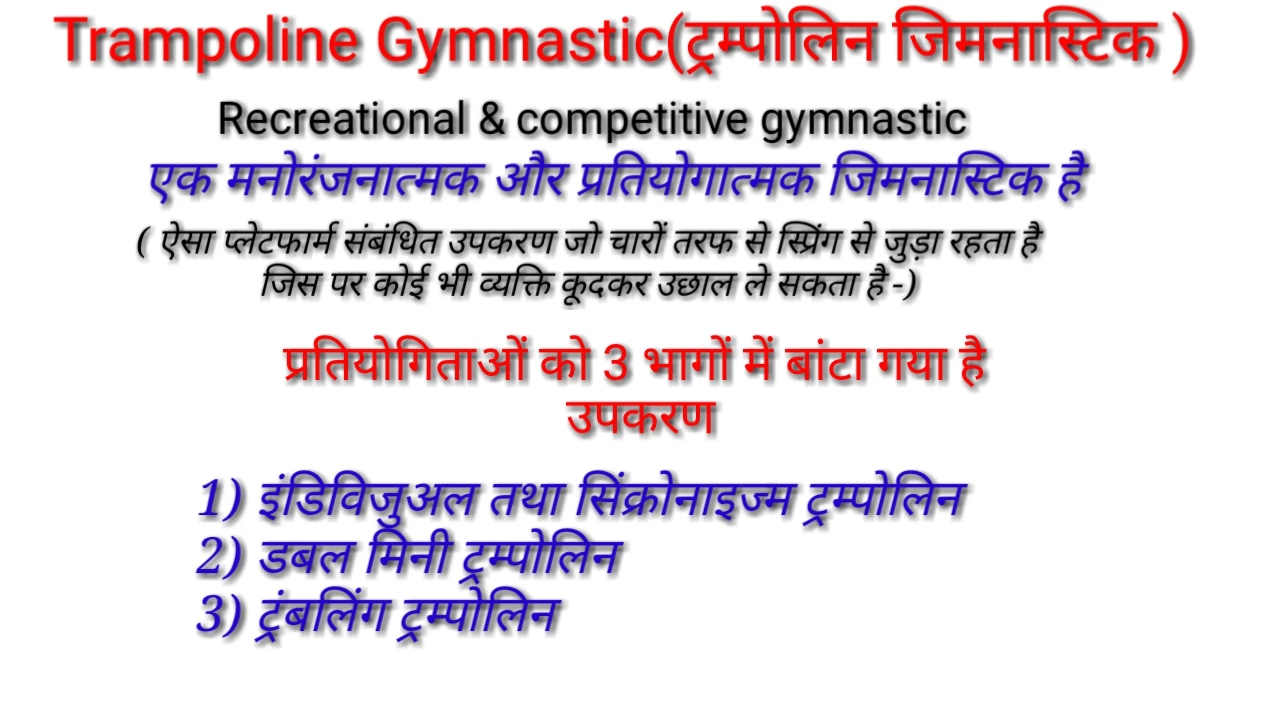 Trampoline Gymnastic(ट्रम्पोलिन जिमनास्टिक )
Recreational & competitive gymnastic
एक मनोरंजनात्मक और प्रतियोगात्मक जिमनास्टिक है
( ऐसा प्लेटफार्म संबंधित उपकरण जो चारों तरफ से स्प्रिंग से जुड़ा रहता है
जिस पर कोई भी व्यक्ति कूदकर उछाल ले सकता है -)
प्रतियोगिताओं को 3 भागों में बांटा गया है
उपकरण
1) इंडिविजुअल तथा सिंक्रोनाइज्म ट्रम्पोलिन
2) डबल मिनी ट्रम्पोलिन
3) ट्रंबलिंग ट्रम्पोलिन